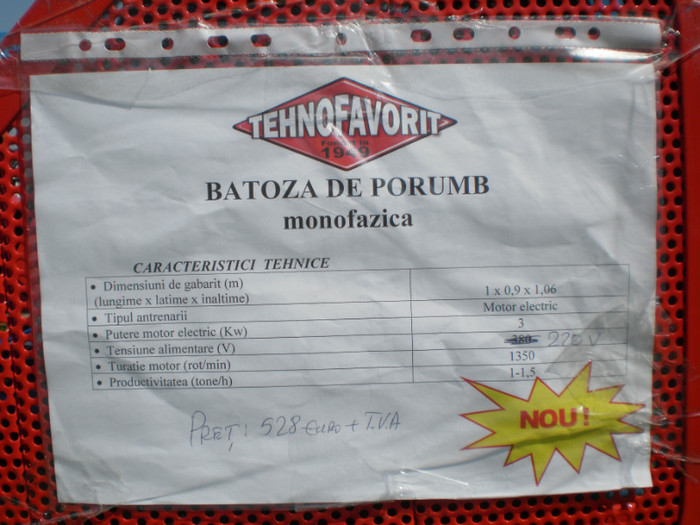 TEHNOFAVORIT
1949
BATOZA DE PORUMB
monofazica
CARACTERISTICI TEHNICE
• Dimensiuni de gabarit (m)
(lungime x latime x inaltime) 1 x 0,9 x 1,06
• Tipul antrenarii Motor electric
• Putere motor electric (Kw) 3
• Tensiune alimentare (V) 380 220 V
• Turatie motor (rot/min) 1350
• Productivitatea (tone/h) 1-1,5
NOU!
PREȚ: 528 euro + T.V.A